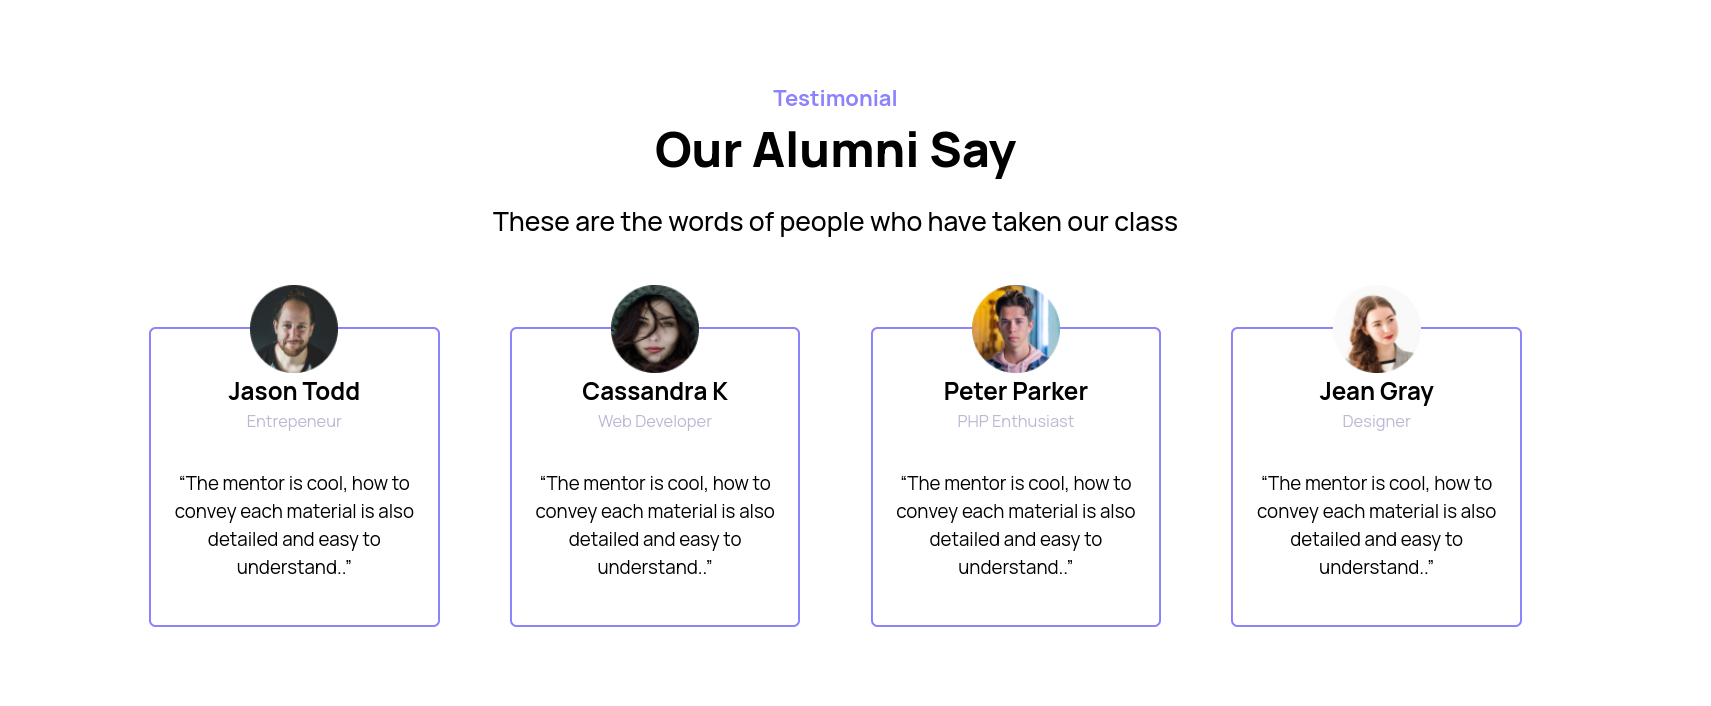 Testimonial
Our Alumni Say
These are the words of people who have taken our class
Jason Todd
Entrepeneur
“The mentor is cool, how to
convey each material is also
detailed and easy to
understand..”
Cassandra K
Web Developer
“The mentor is cool, how to
convey each material is also
detailed and easy to
understand..”
Peter Parker
PHP Enthusiast
“The mentor is cool, how to
convey each material is also
detailed and easy to
understand..”
Jean Gray
Designer
“The mentor is cool, how to
convey each material is also
detailed and easy to
understand..”